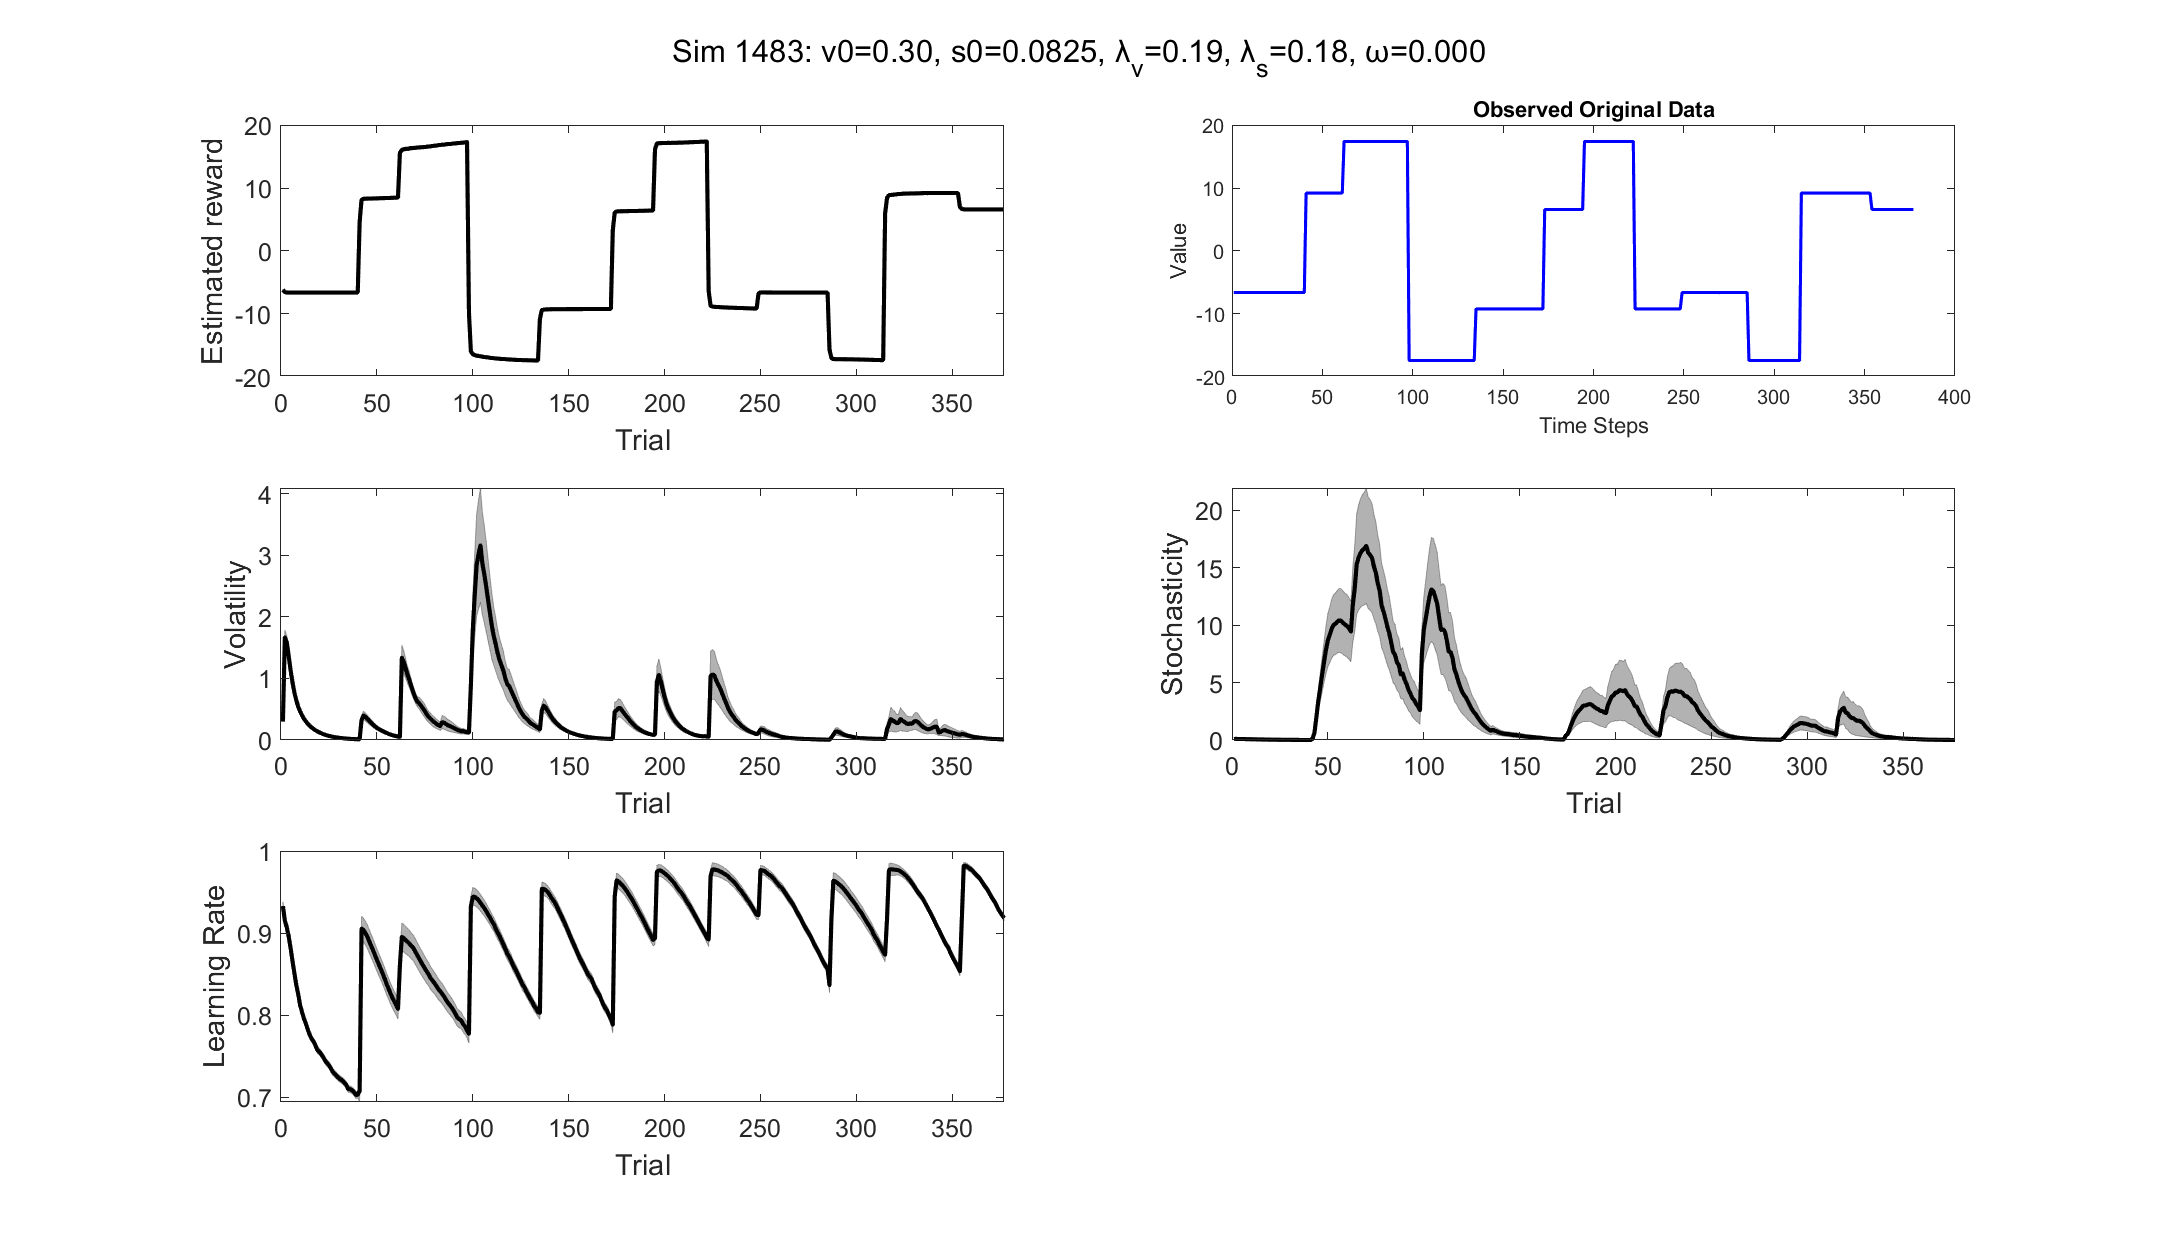 Sim 1483: v0=0.30, s0=0.0825, λv=0.19, λs=0.18, ω=0.000
20
10
0
-10
-20
Estimated reward
0 50 100 150 200 250 300 350
Trial
Observed Original Data
20
10
0
-10
-20
Value
0 50 100 150 200 250 300 350 400
Time Steps
4
3
2
1
0
Volatility
0 50 100 150 200 250 300 350
Trial
20
15
10
5
0
Stochasticity
0 50 100 150 200 250 300 350
Trial
1
0.9
0.8
0.7
Learning Rate
0 50 100 150 200 250 300 350
Trial